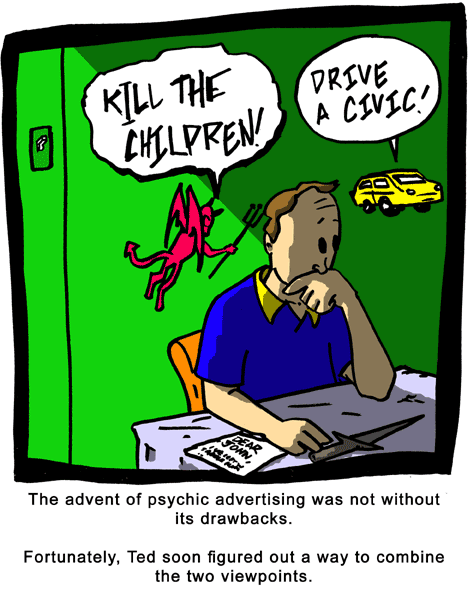 KILL THE
CHILDREN!
DRIVE
A CIVIC!
DEAR
JOHN,
The advent of psychic advertising was not without
its drawbacks.
Fortunately, Ted soon figured out a way to combine
the two viewpoints.